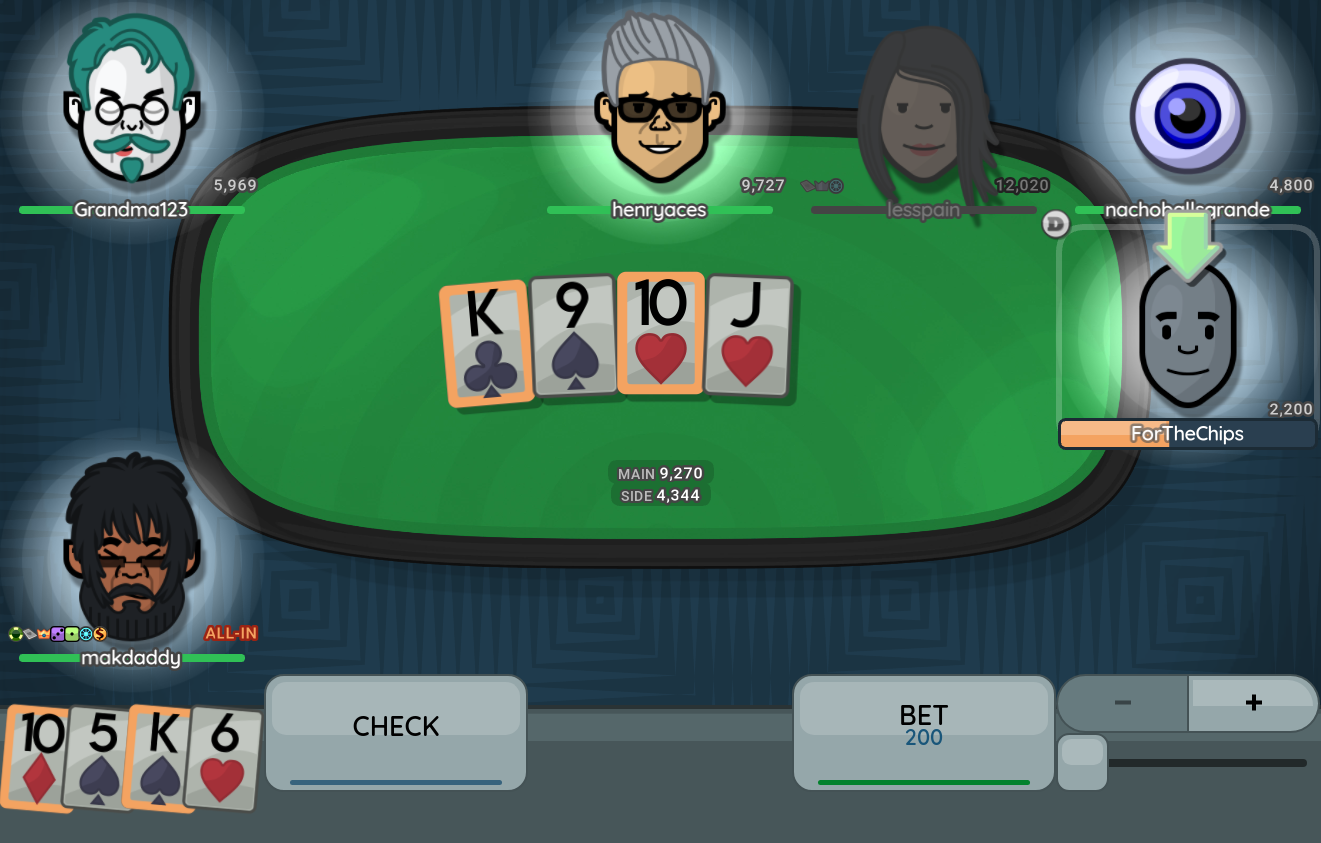 5,969
Grandma123
9,727
henryaces
12,020
lesspain
4,800
nachoballsgrande
D
K 9 10 J
2,200
ForTheChips
MAIN 9,270
SIDE 4,344
ALL-IN
makdaddy
10 5 K 6
CHECK
BET
200
− +